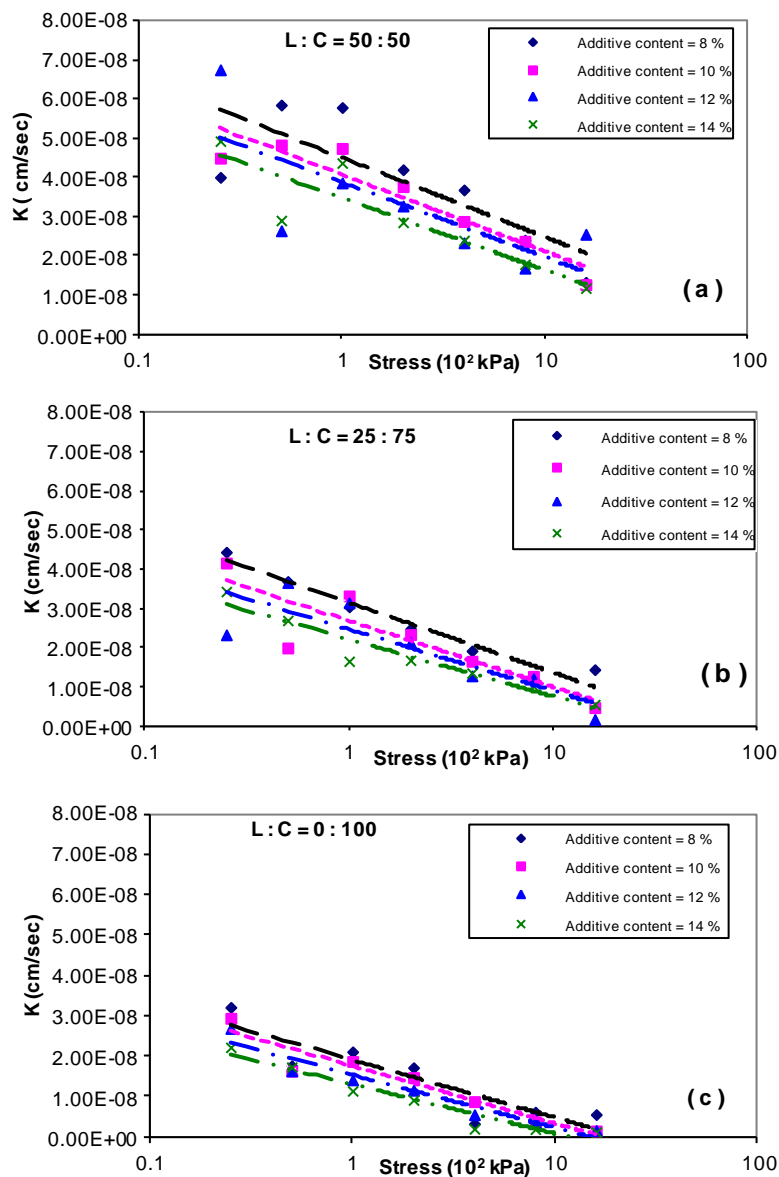 8.00E-08
7.00E-08
6.00E-08
5.00E-08
4.00E-08
3.00E-08
2.00E-08
1.00E-08
0.00E+00
K ( cm/sec)
L : C = 50 : 50
Additive content = 8 %
Additive content = 10 %
Additive content = 12 %
Additive content = 14 %
( a )
0.1
1
10
100
Stress (10² kPa)
8.00E-08
7.00E-08
6.00E-08
5.00E-08
4.00E-08
3.00E-08
2.00E-08
1.00E-08
0.00E+00
K (cm/sec)
L : C = 25 : 75
Additive content = 8 %
Additive content = 10 %
Additive content = 12 %
Additive content = 14 %
( b )
0.1
1
10
100
Stress (10² kPa)
8.00E-08
7.00E-08
6.00E-08
5.00E-08
4.00E-08
3.00E-08
2.00E-08
1.00E-08
0.00E+00
K (cm/sec)
L : C = 0 : 100
Additive content = 8 %
Additive content = 10 %
Additive content = 12 %
Additive content = 14 %
( c )
0.1
1
10
100
Stress (10² kPa)